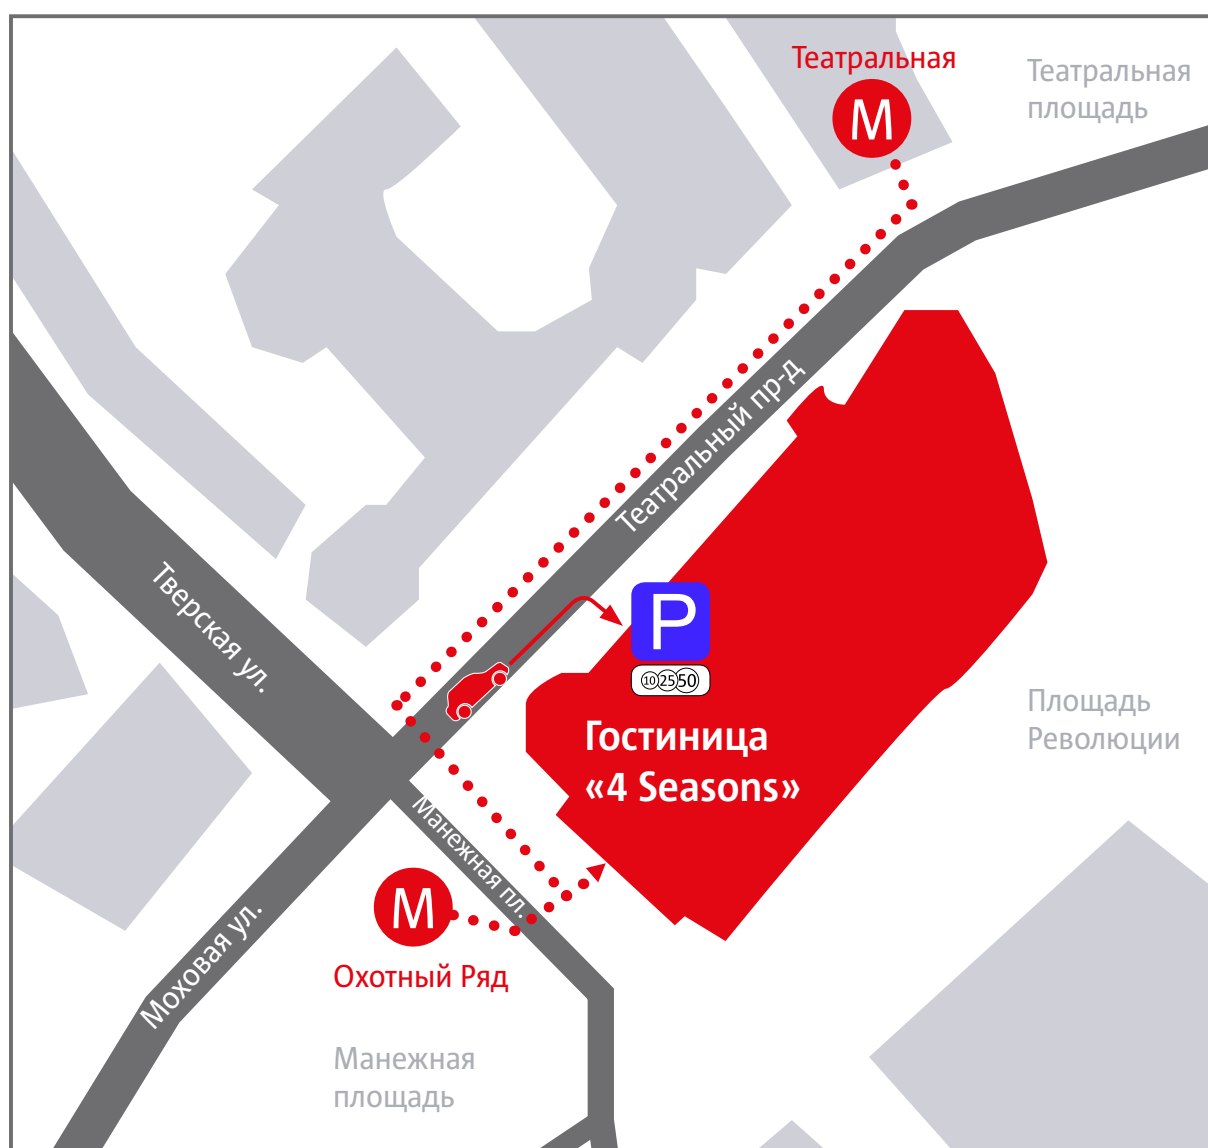 Театральная
М
Театральная
площадь
Театральный пр-д
Тверская ул.
P
10 25 50
Гостиница
«4 Seasons»
Площадь
Революции
Манежная пл.
М
Охотный Ряд
Моховая ул.
Манежная
площадь